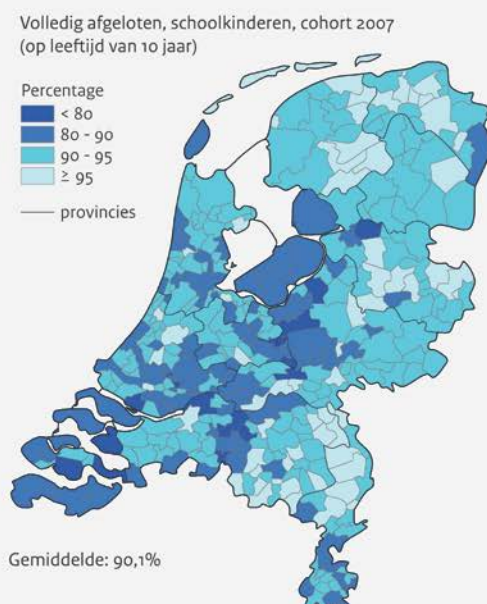 Volledig afgeloten, schoolkinderen, cohort 2007
(op leeftijd van 10 jaar)
Percentage
< 80
80 - 90
90 - 95
≥ 95
provincies
Gemiddelde: 90,1%